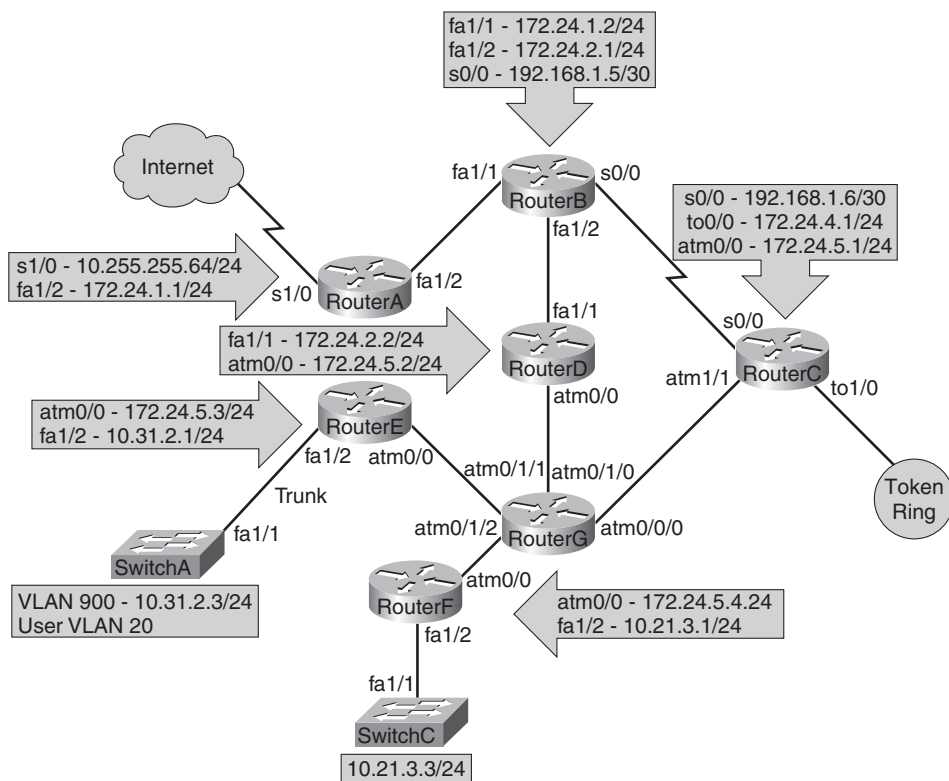 fa1/1 - 172.24.1.2/24
fa1/2 - 172.24.2.1/24
s0/0 - 192.168.1.5/30
Internet
fa1/1
s0/0
RouterB
fa1/2
s0/0 - 192.168.1.6/30
to0/0 - 172.24.4.1/24
atm0/0 - 172.24.5.1/24
s1/0 - 10.255.255.64/24
fa1/2 - 172.24.1.1/24
s1/0
RouterA
fa1/2
fa1/1 - 172.24.2.2/24
atm0/0 - 172.24.5.2/24
fa1/1
RouterD
atm0/0
s0/0
RouterC
atm1/1
to1/0
atm0/0 - 172.24.5.3/24
fa1/2 - 10.31.2.1/24
RouterE
fa1/2
atm0/0
Trunk
atm0/1/1
atm0/1/0
Token
Ring
fa1/1
SwitchA
atm0/1/2
RouterG
atm0/0/0
VLAN 900 - 10.31.2.3/24
User VLAN 20
atm0/0
RouterF
fa1/2
atm0/0 - 172.24.5.4.24
fa1/2 - 10.21.3.1/24
fa1/1
SwitchC
10.21.3.3/24